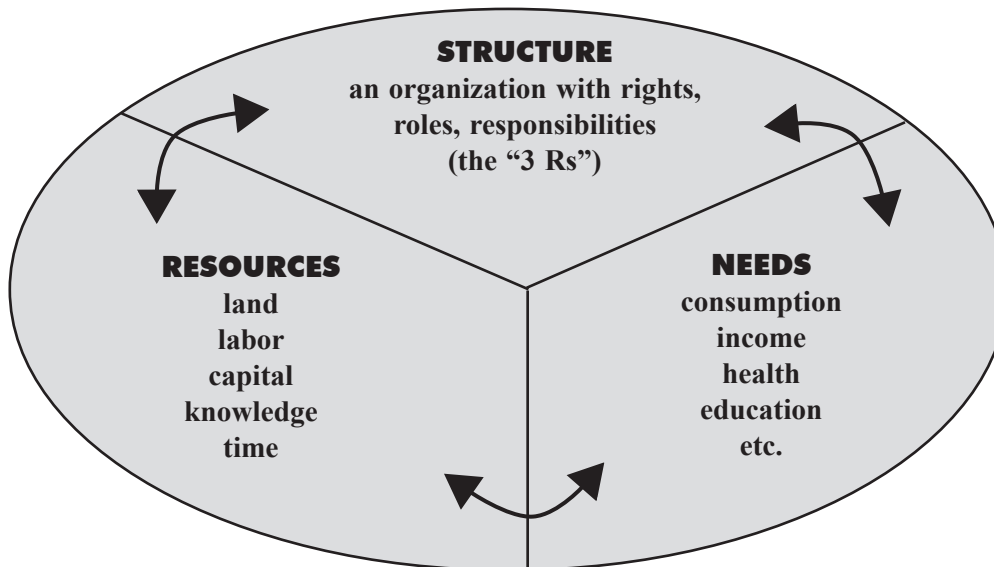 STRUCTURE
an organization with rights,
roles, responsibilities
(the “3 Rs”)
RESOURCES
land
labor
capital
knowledge
time
NEEDS
consumption
income
health
education
etc.